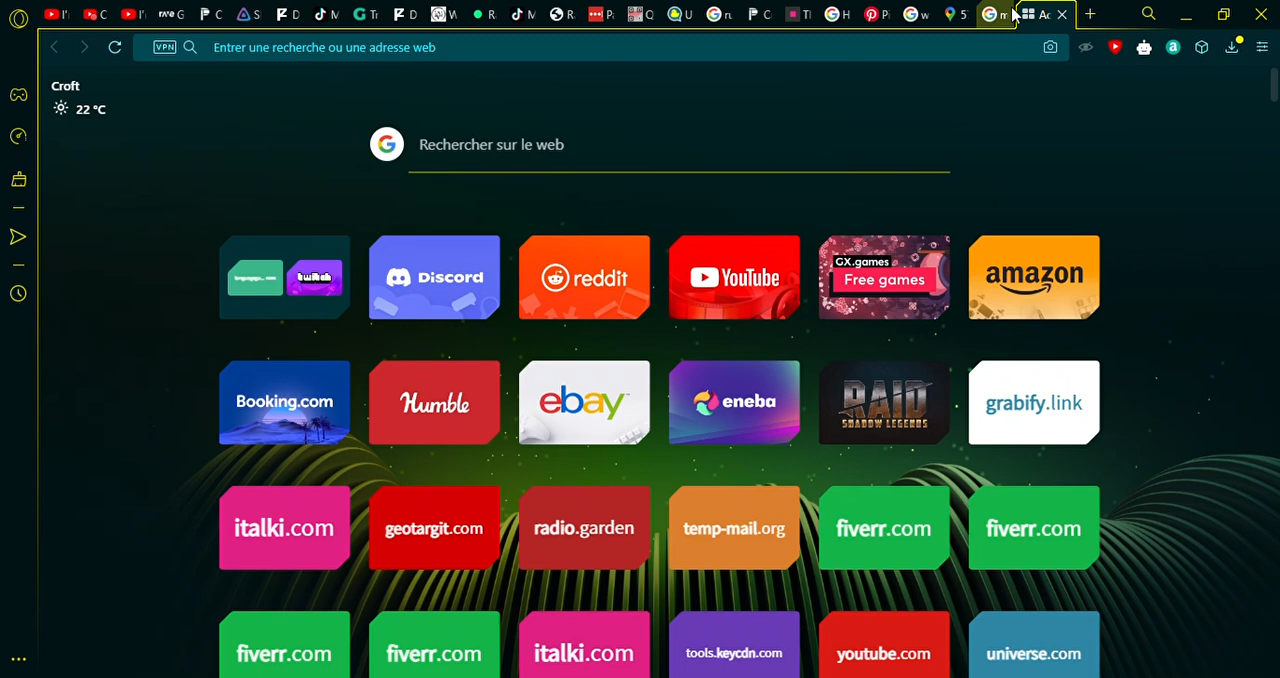 VPN
Entrer une recherche ou une adresse web
Croft
22 °C
Rechercher sur le web
twitch
Discord
reddit
YouTube
GX.games
Free games
amazon
Booking.com
Humble
ebay
eneba
RAID
SHADOW LEGENDS
grabify.link
italki.com
geotargit.com
radio.garden
temp-mail.org
fiverr.com
fiverr.com
fiverr.com
fiverr.com
italki.com
tools.keycdn.com
youtube.com
universe.com